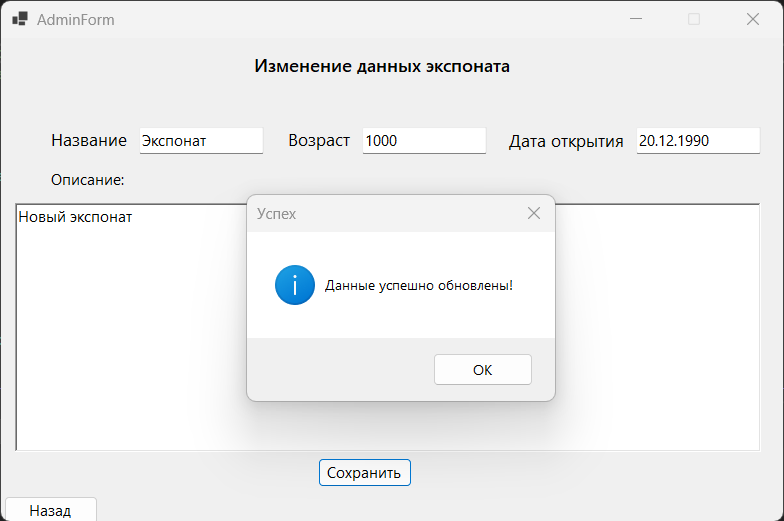 AdminForm
Изменение данных экспоната
Название Экспонат Возраст 1000 Дата открытия 20.12.1990
Описание:
Новый экспонат
Успех
Данные успешно обновлены!
ОК
Сохранить
Назад